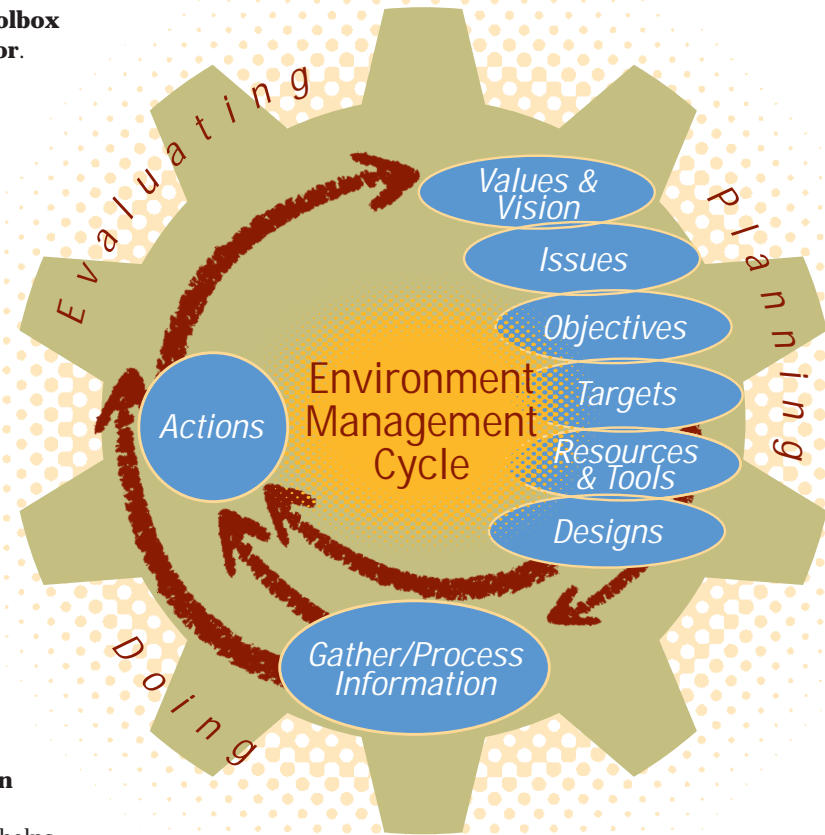 olbox
or.
Evaluating
Planning
Values &
Vision
Issues
Objectives
Targets
Resources
& Tools
Designs
Environment
Management
Cycle
Actions
Gather/Process
Information
Doing
n
helps